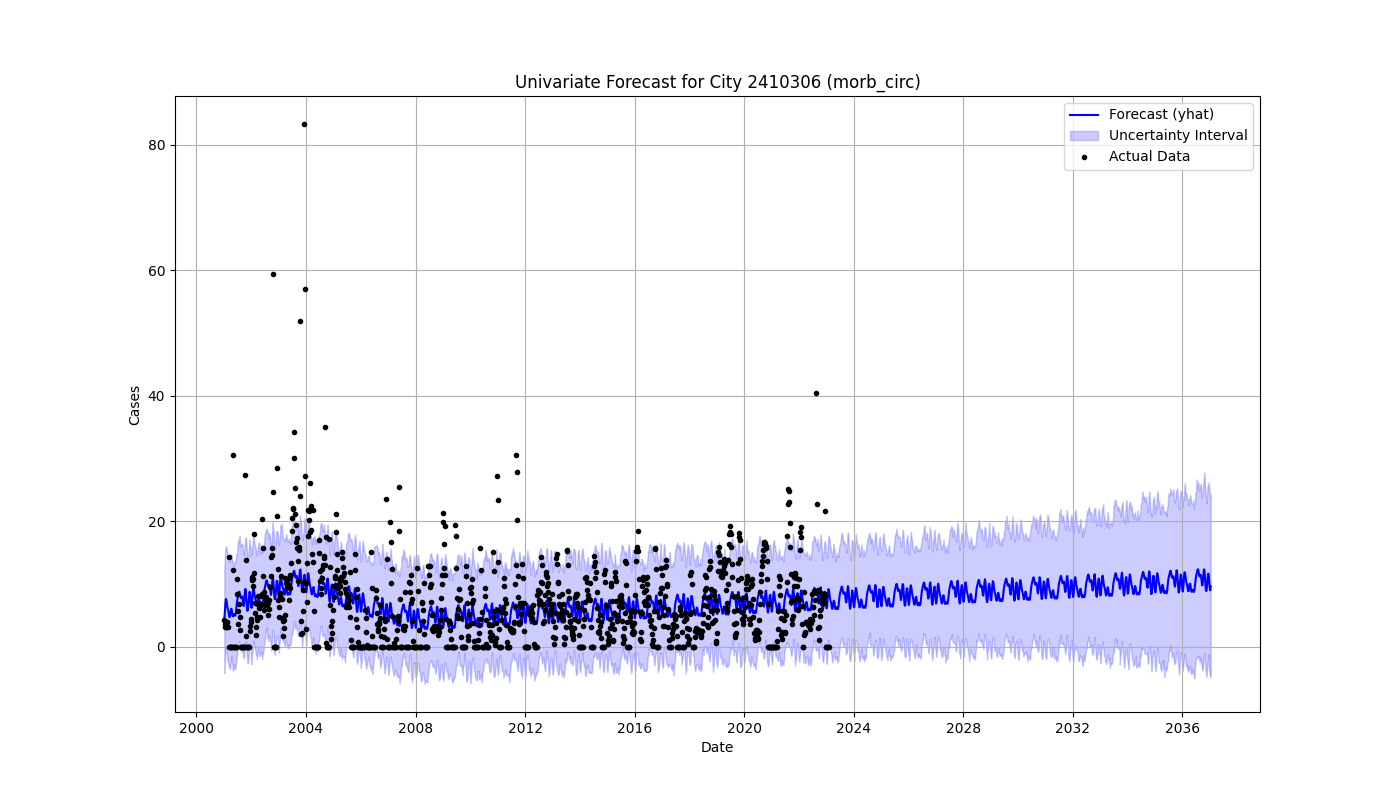 Univariate Forecast for City 2410306 (morb_circ)
Forecast (yhat)
Uncertainty Interval
Actual Data
Cases
80
60
40
20
0
2000 2004 2008 2012 2016 2020 2024 2028 2032 2036
Date